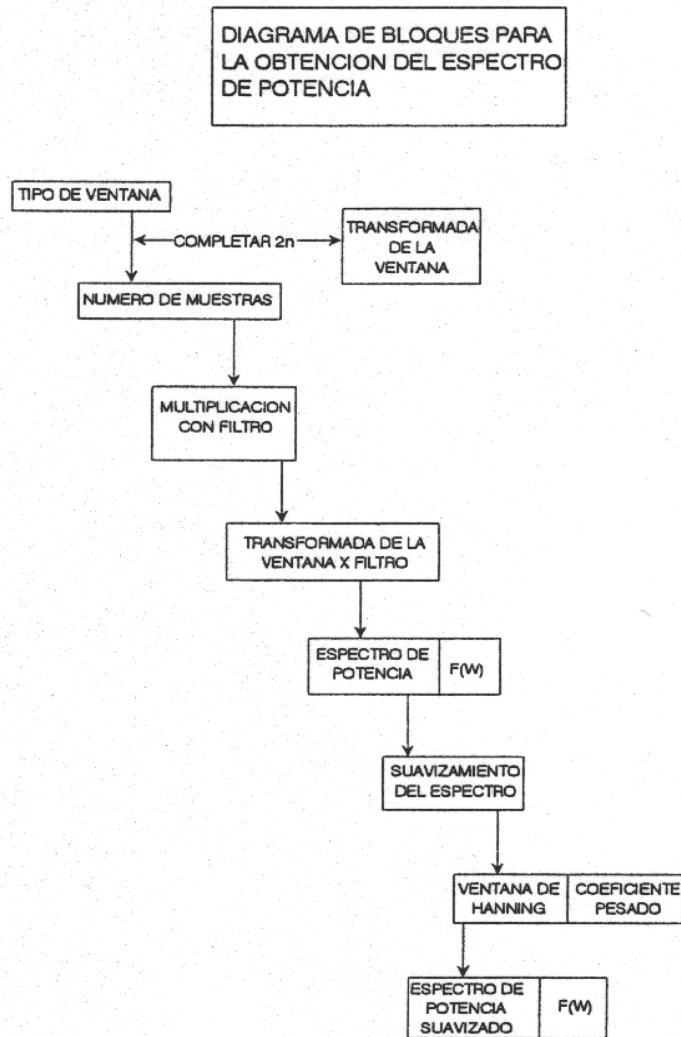 DIAGRAMA DE BLOQUES PARA
LA OBTENCION DEL ESPECTRO
DE POTENCIA
TIPO DE VENTANA
COMPLETAR 2n
TRANSFORMADA
DE LA
VENTANA
NUMERO DE MUESTRAS
MULTIPLICACION
CON FILTRO
TRANSFORMADA DE LA
VENTANA X FILTRO
ESPECTRO DE
POTENCIA
F(W)
SUAVIZAMIENTO
DEL ESPECTRO
VENTANA DE
HANNING
COEFICIENTE
PESADO
ESPECTRO DE
POTENCIA
SUAVIZADO
F(W)